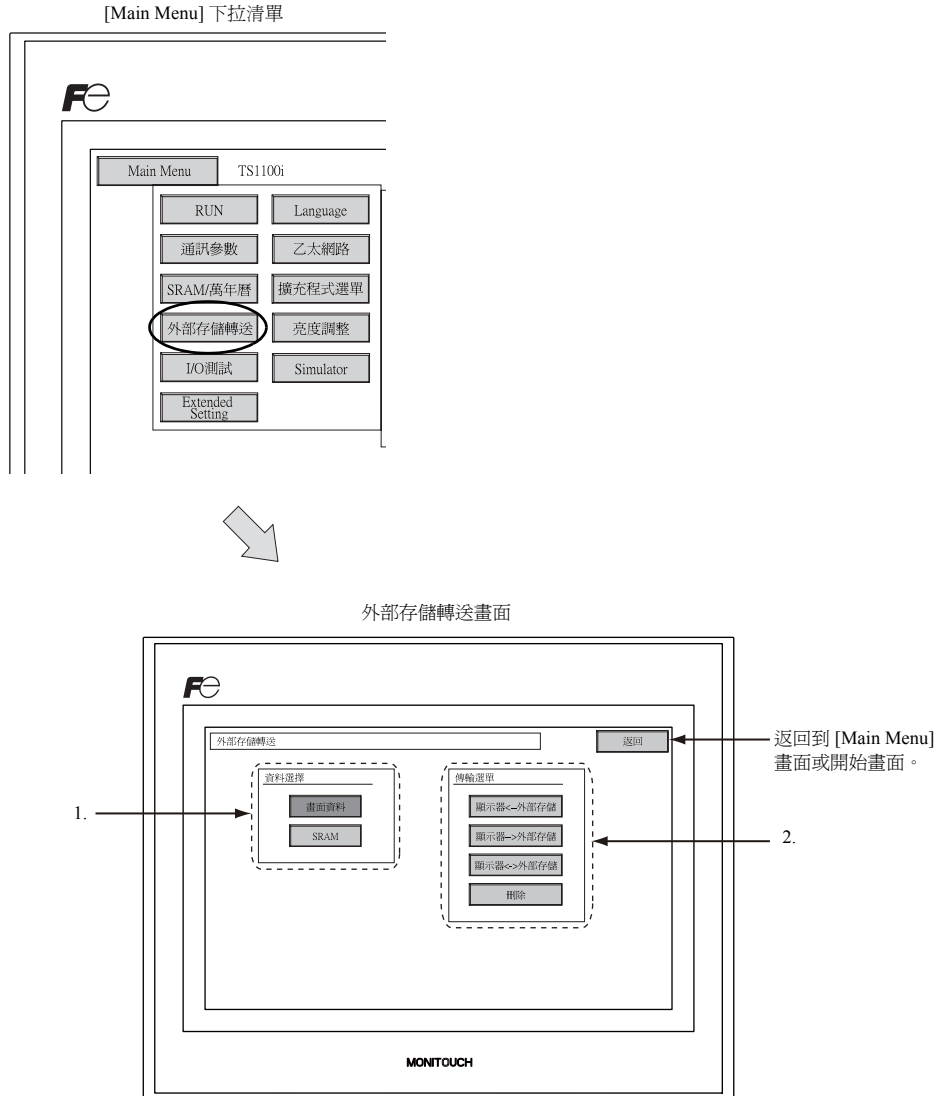 [Main Menu] 下拉清單
Fe
Main Menu TS1100i
RUN Language
通訊參數 乙太網路
SRAM/萬年曆 擴充程式選單
外部存儲轉送 亮度調整
I/O測試 Simulator
Extended
Setting
外部存儲轉送畫面
Fe
外部存儲轉送 返回
返回到 [Main Menu]
畫面或開始畫面。
資料選擇
畫面資料
SRAM
1.
傳輸選單
顯示器<–外部存儲
顯示器–>外部存儲
顯示器<->外部存儲
刪除
2.
MONITOUCH